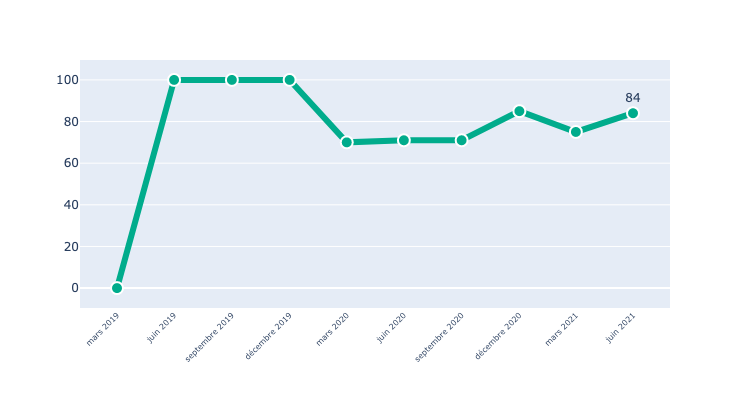 100
84
80
60
40
20
0
mars 2019
juin 2019
septembre 2019
décembre 2019
mars 2020
juin 2020
septembre 2020
décembre 2020
mars 2021
juin 2021